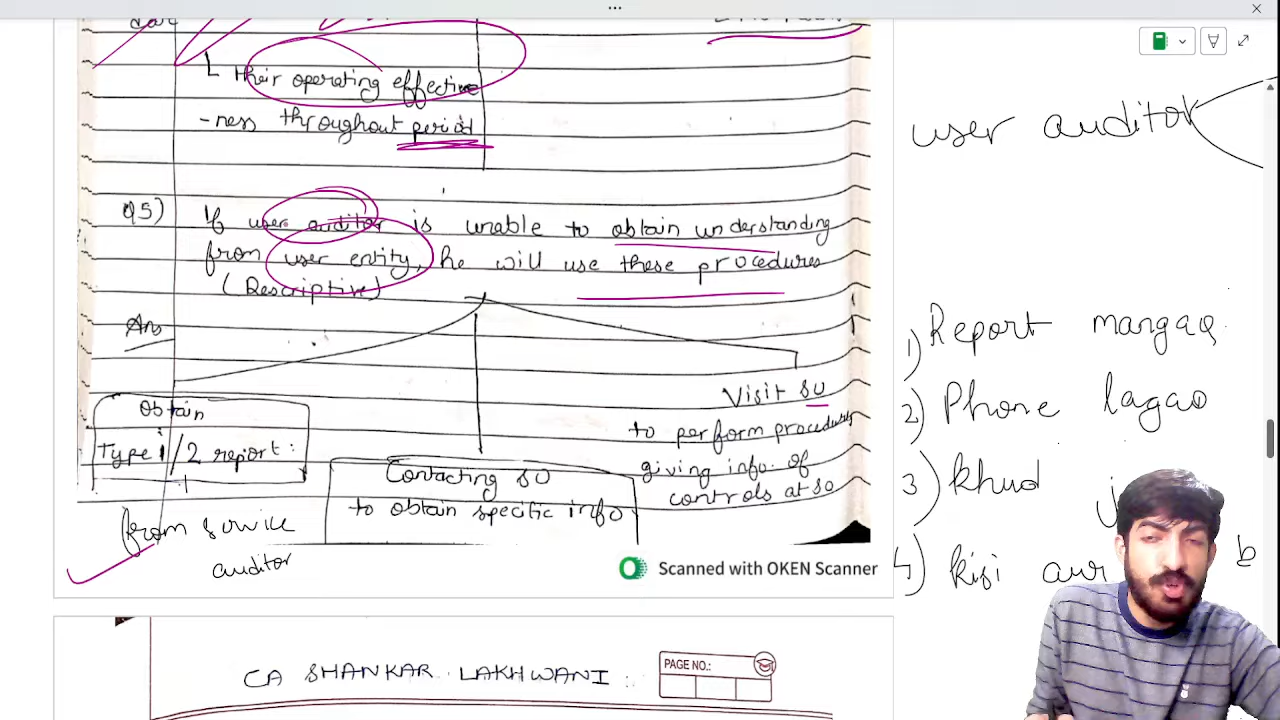 their operating effective
-ness throughout period
Q5) If user auditor is unable to obtain understanding
from user entity, he will use these procedures
(Descriptive)
Ans
Obtain
Type 1/2 report:
from service
auditor
Contacting SO
to obtain specific info
Visit SO
to perform procedures
giving info. of
controls at SO
Scanned with OKEN Scanner
CA SHANKAR LAKHWANI
PAGE NO.:
user auditor
1) Report mangao
2) Phone lagao
3) khud
4) kisi aur
b